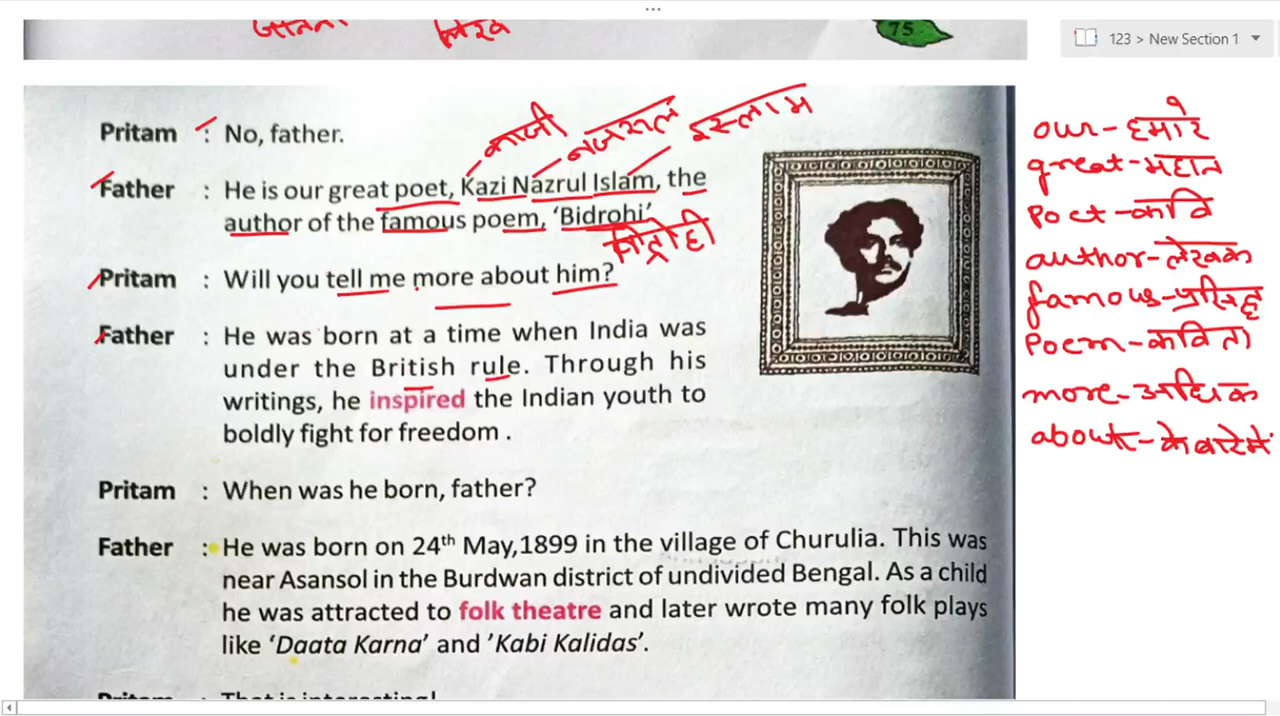 75
123 > New Section 1
Pritam : No, father.
काजी नजरुल इस्लाम
Father : He is our great poet, Kazi Nazrul Islam, the
author of the famous poem, ‘Bidrohi’.
Pritam : Will you tell me more about him?
Father : He was born at a time when India was
under the British rule. Through his
writings, he inspired the Indian youth to
boldly fight for freedom .
Pritam : When was he born, father?
Father : He was born on 24th May,1899 in the village of Churulia. This was
near Asansol in the Burdwan district of undivided Bengal. As a child
he was attracted to folk theatre and later wrote many folk plays
like ‘Daata Karna’ and ’Kabi Kalidas’.
Pritam : That is interesting!
our-हमारे
great-महान
Poet-कवि
author-लेखक
famous-प्रसिद्ध
Poem-कविता
more-अधिक
about-के बारे में